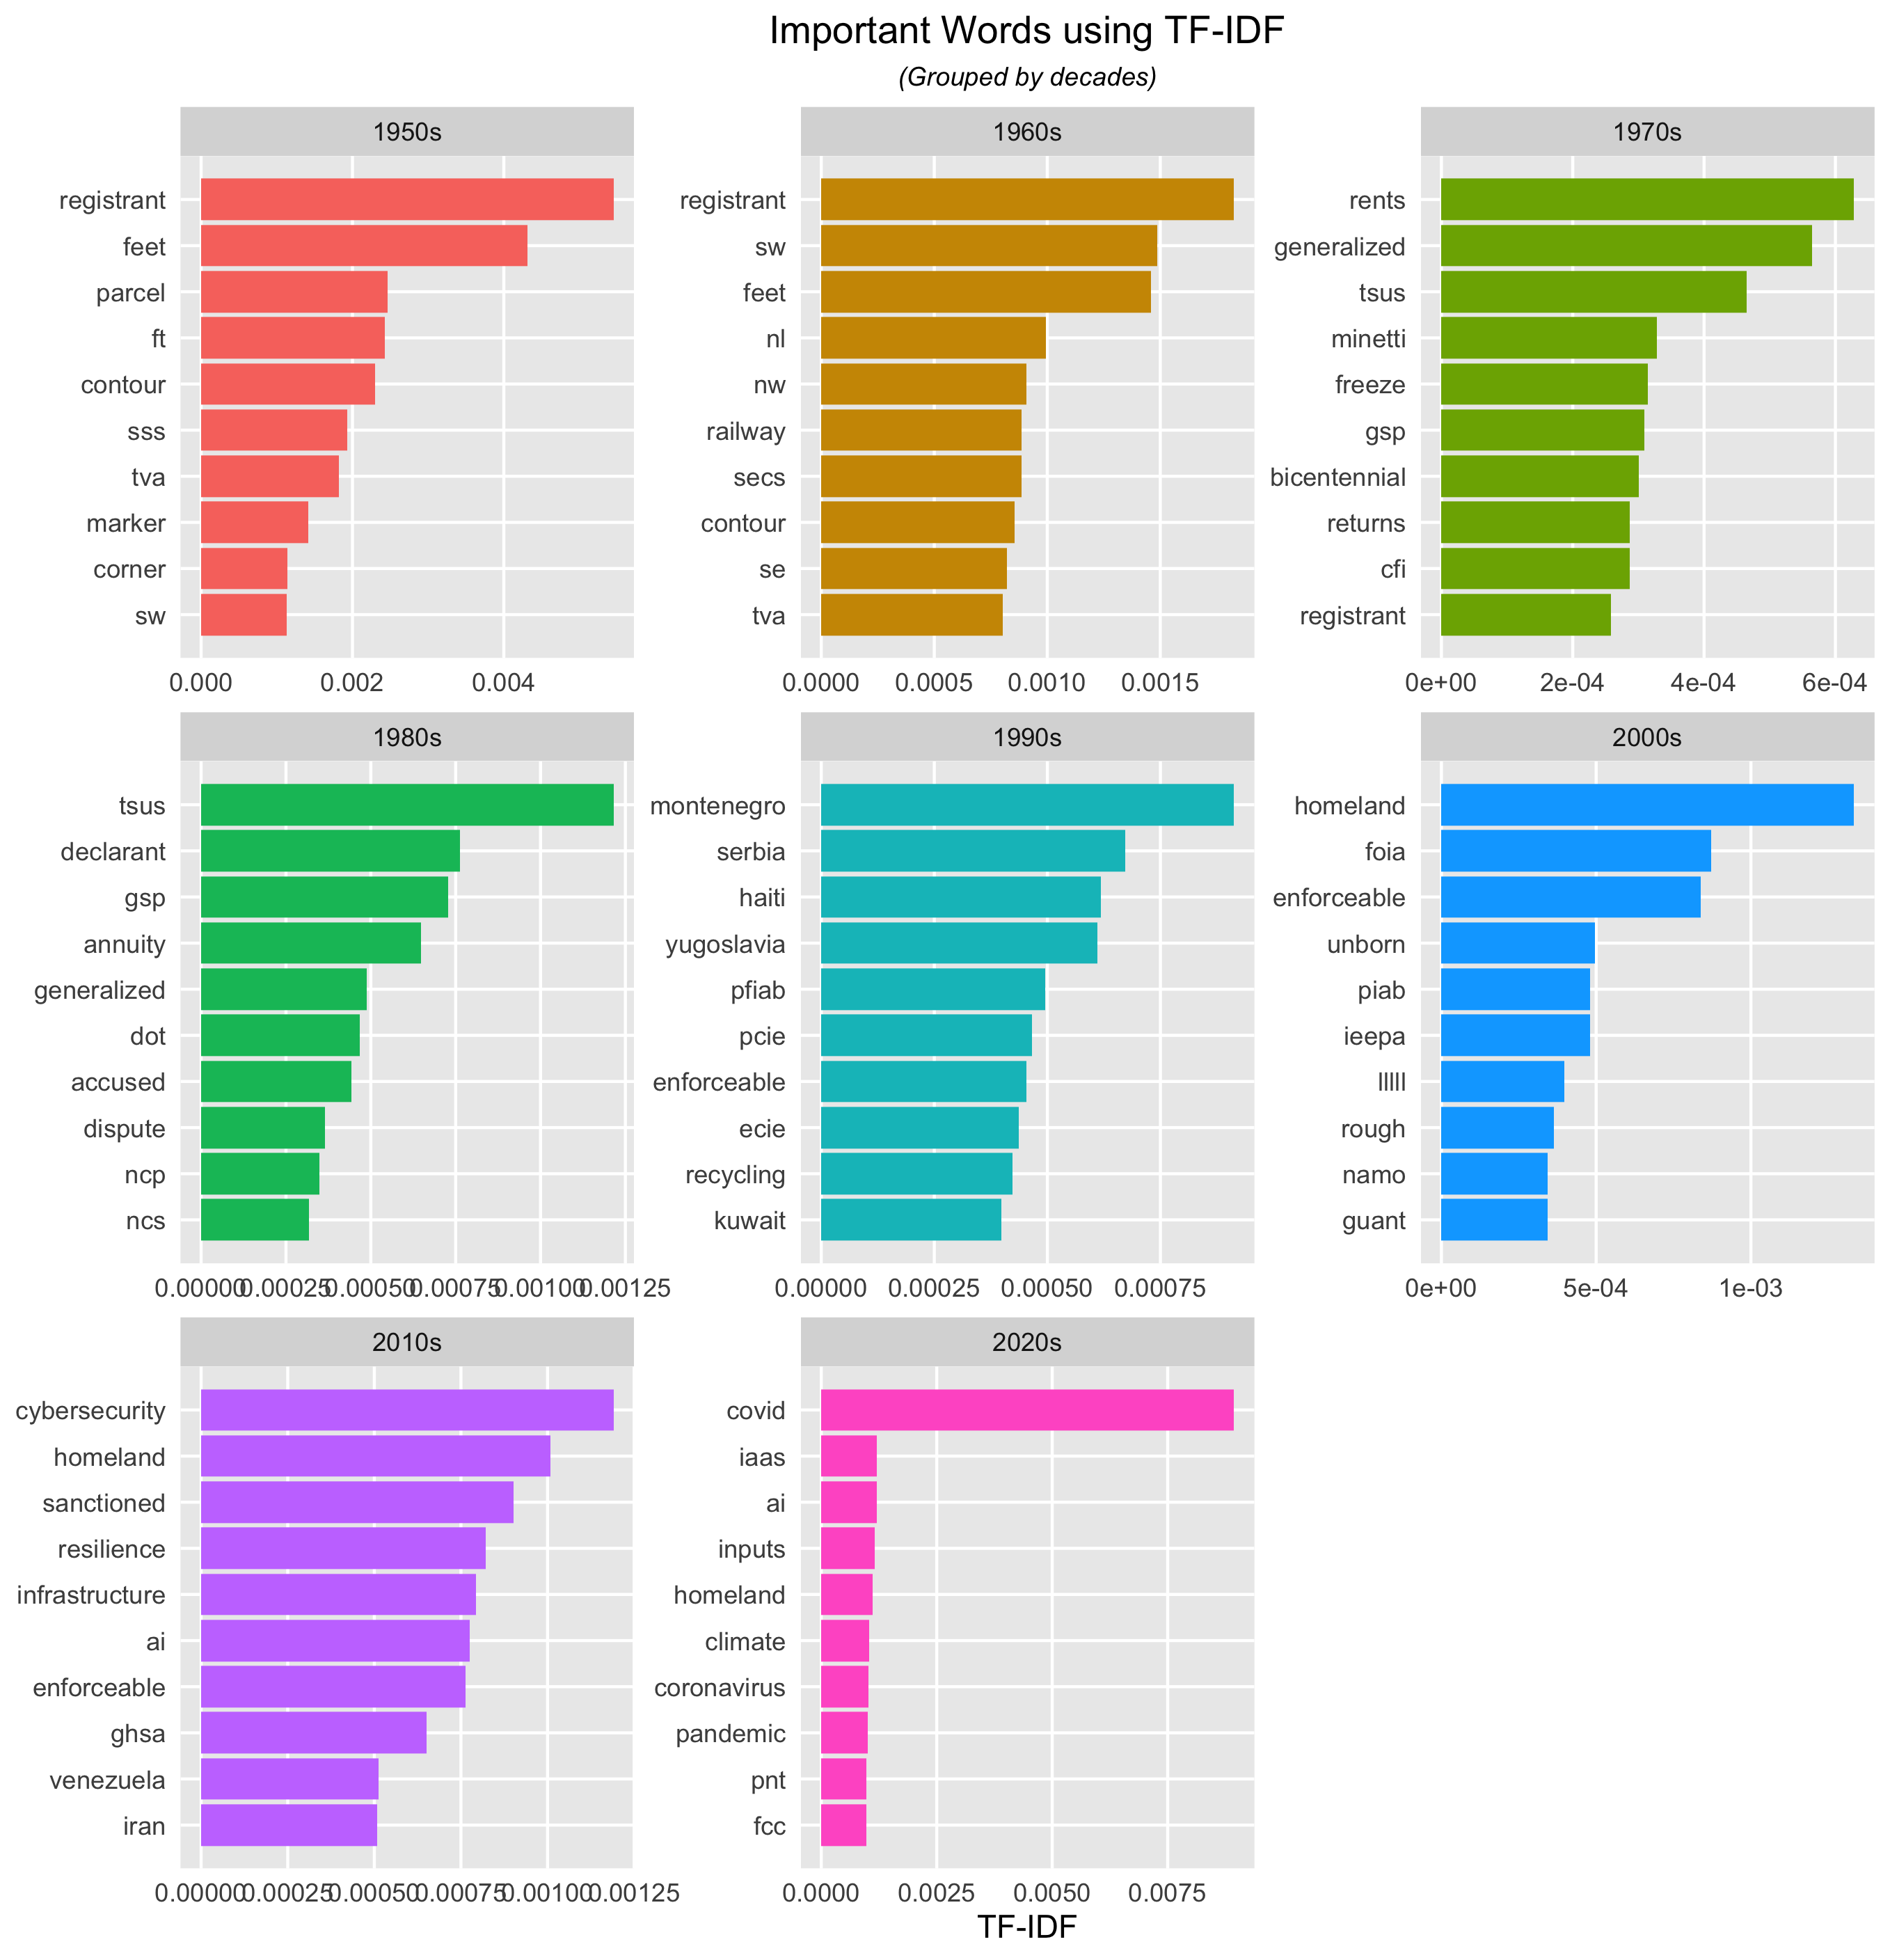 Important Words using TF-IDF
(Grouped by decades)
1950s
registrant
feet
parcel
ft
contour
sss
tva
marker
corner
sw
0.000 0.002 0.004
1960s
registrant
sw
feet
nl
nw
railway
secs
contour
se
tva
0.0000 0.0005 0.0010 0.0015
1970s
rents
generalized
tsus
minetti
freeze
gsp
bicentennial
returns
cfi
registrant
0e+00 2e-04 4e-04 6e-04
1980s
tsus
declarant
gsp
annuity
generalized
dot
accused
dispute
ncp
ncs
0.00000 0.00025 0.00050 0.00075 0.00100 0.00125
1990s
montenegro
serbia
haiti
yugoslavia
pfiab
pcie
enforceable
ecie
recycling
kuwait
0.00000 0.00025 0.00050 0.00075
2000s
homeland
foia
enforceable
unborn
piab
ieepa
lllll
rough
namo
guant
0e+00 5e-04 1e-03
2010s
cybersecurity
homeland
sanctioned
resilience
infrastructure
ai
enforceable
ghsa
venezuela
iran
0.00000 0.00025 0.00050 0.00075 0.00100 0.00125
2020s
covid
iaas
ai
inputs
homeland
climate
coronavirus
pandemic
pnt
fcc
0.0000 0.0025 0.0050 0.0075
TF-IDF